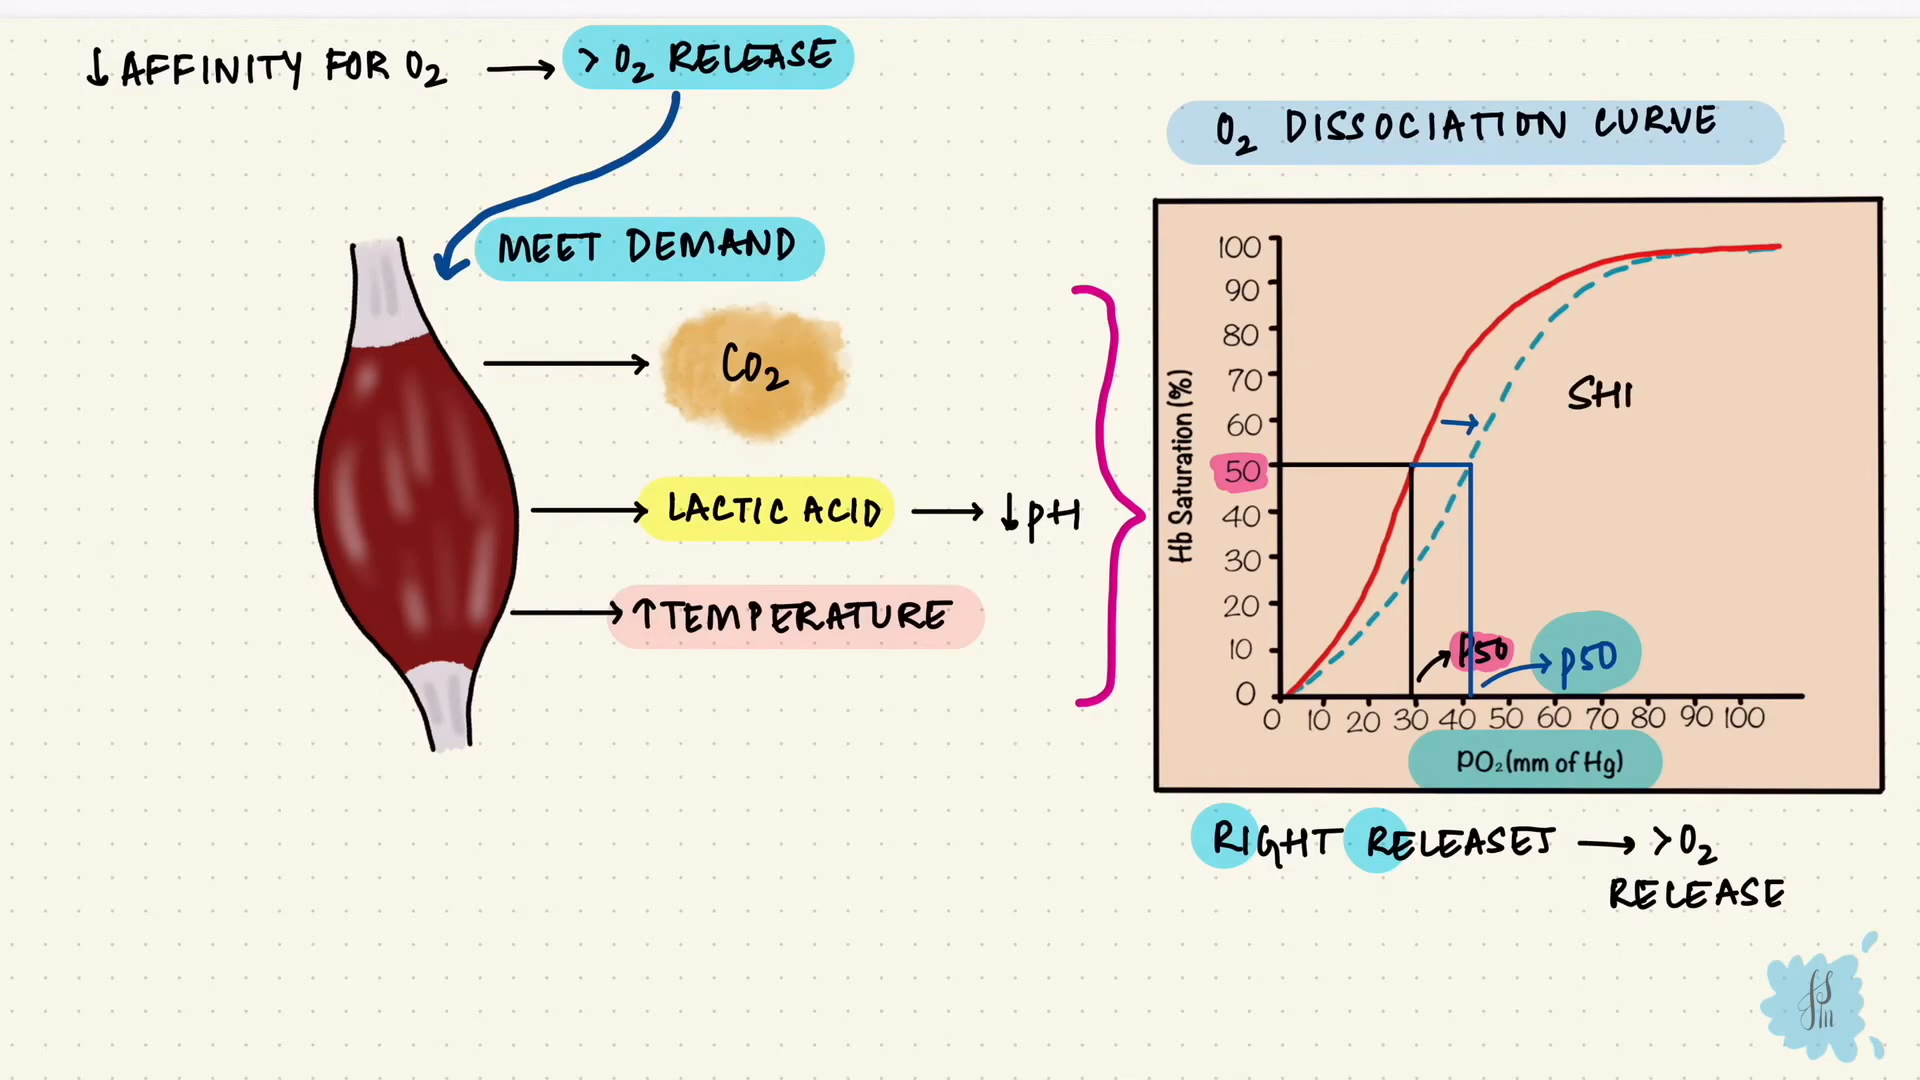 ↓ AFFINITY FOR O₂ → > O₂ RELEASE
MEET DEMAND
CO₂
LACTIC ACID → ↓ pH
↑ TEMPERATURE
O₂ DISSOCIATION CURVE
Hb Saturation (%)
100
90
80
70
60
50
40
30
20
10
0
SHI
P50
p50
0 10 20 30 40 50 60 70 80 90 100
PO₂ (mm of Hg)
RIGHT RELEASES → > O₂
RELEASE